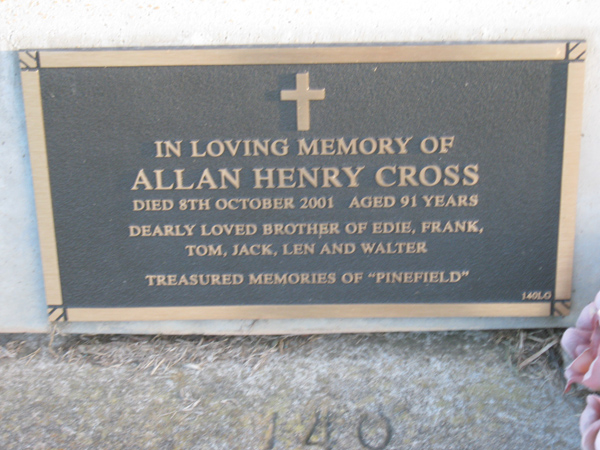 IN LOVING MEMORY OF
ALLAN HENRY CROSS
DIED 8TH OCTOBER 2001 AGED 91 YEARS
DEARLY LOVED BROTHER OF EDIE, FRANK,
TOM, JACK, LEN AND WALTER
TREASURED MEMORIES OF "PINEFIELD"
140LG
140